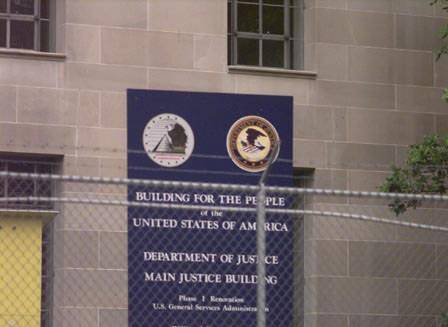 BUILDING FOR THE PEOPLE
of the
UNITED STATES OF AMERICA
DEPARTMENT OF JUSTICE
MAIN JUSTICE BUILDING
Phase I Renovation
U.S. General Services Administration